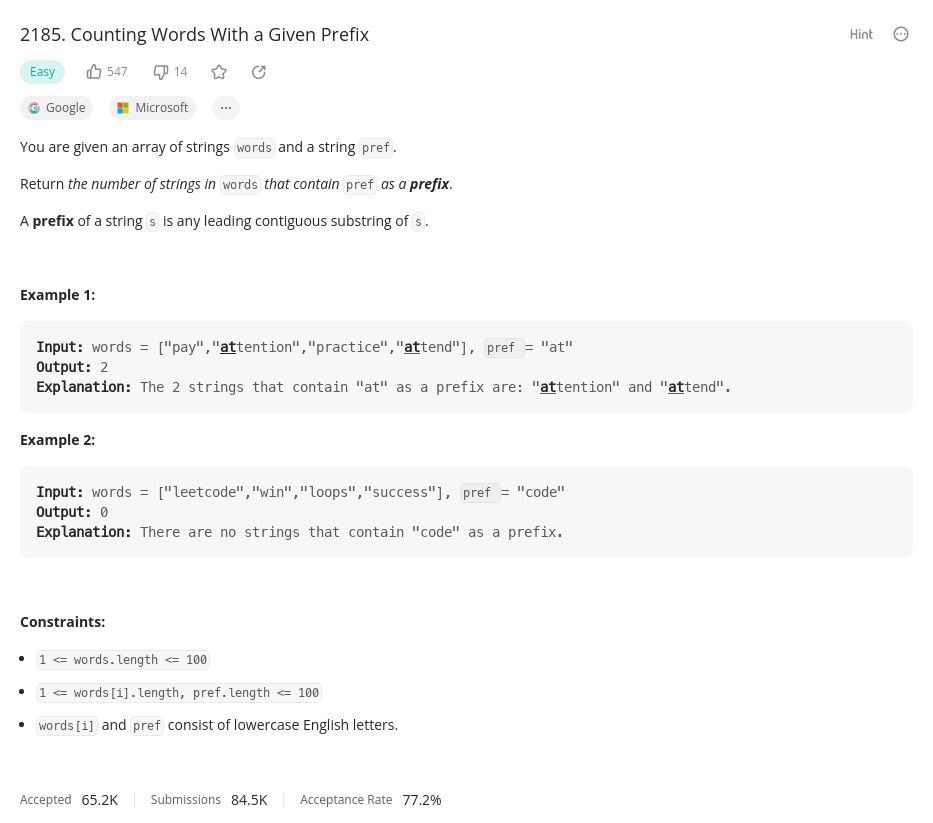 2185. Counting Words With a Given Prefix
Hint
Easy 547 14
Google Microsoft ...
You are given an array of strings words and a string pref.
Return the number of strings in words that contain pref as a prefix.
A prefix of a string s is any leading contiguous substring of s.
Example 1:
Input: words = ["pay","attention","practice","attend"], pref = "at"
Output: 2
Explanation: The 2 strings that contain "at" as a prefix are: "attention" and "attend".
Example 2:
Input: words = ["leetcode","win","loops","success"], pref = "code"
Output: 0
Explanation: There are no strings that contain "code" as a prefix.
Constraints:
• 1 <= words.length <= 100
• 1 <= words[i].length, pref.length <= 100
• words[i] and pref consist of lowercase English letters.
Accepted 65.2K Submissions 84.5K Acceptance Rate 77.2%